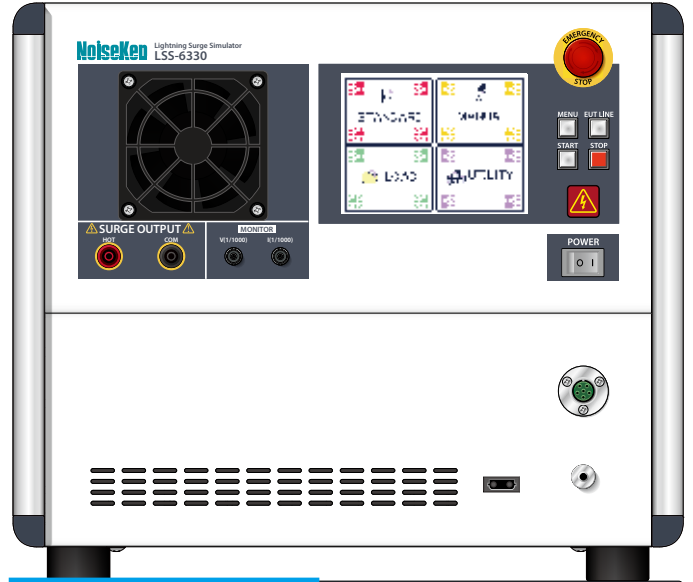 NoiseKen
Lightning Surge Simulator
LSS-6330
EMERGENCY
STOP
STANDARD
MANUAL
LOAD
UTILITY
MENU
EUT LINE
START
STOP
SURGE OUTPUT
HOT
COM
MONITOR
V(1/1000)
I(1/1000)
POWER
O I